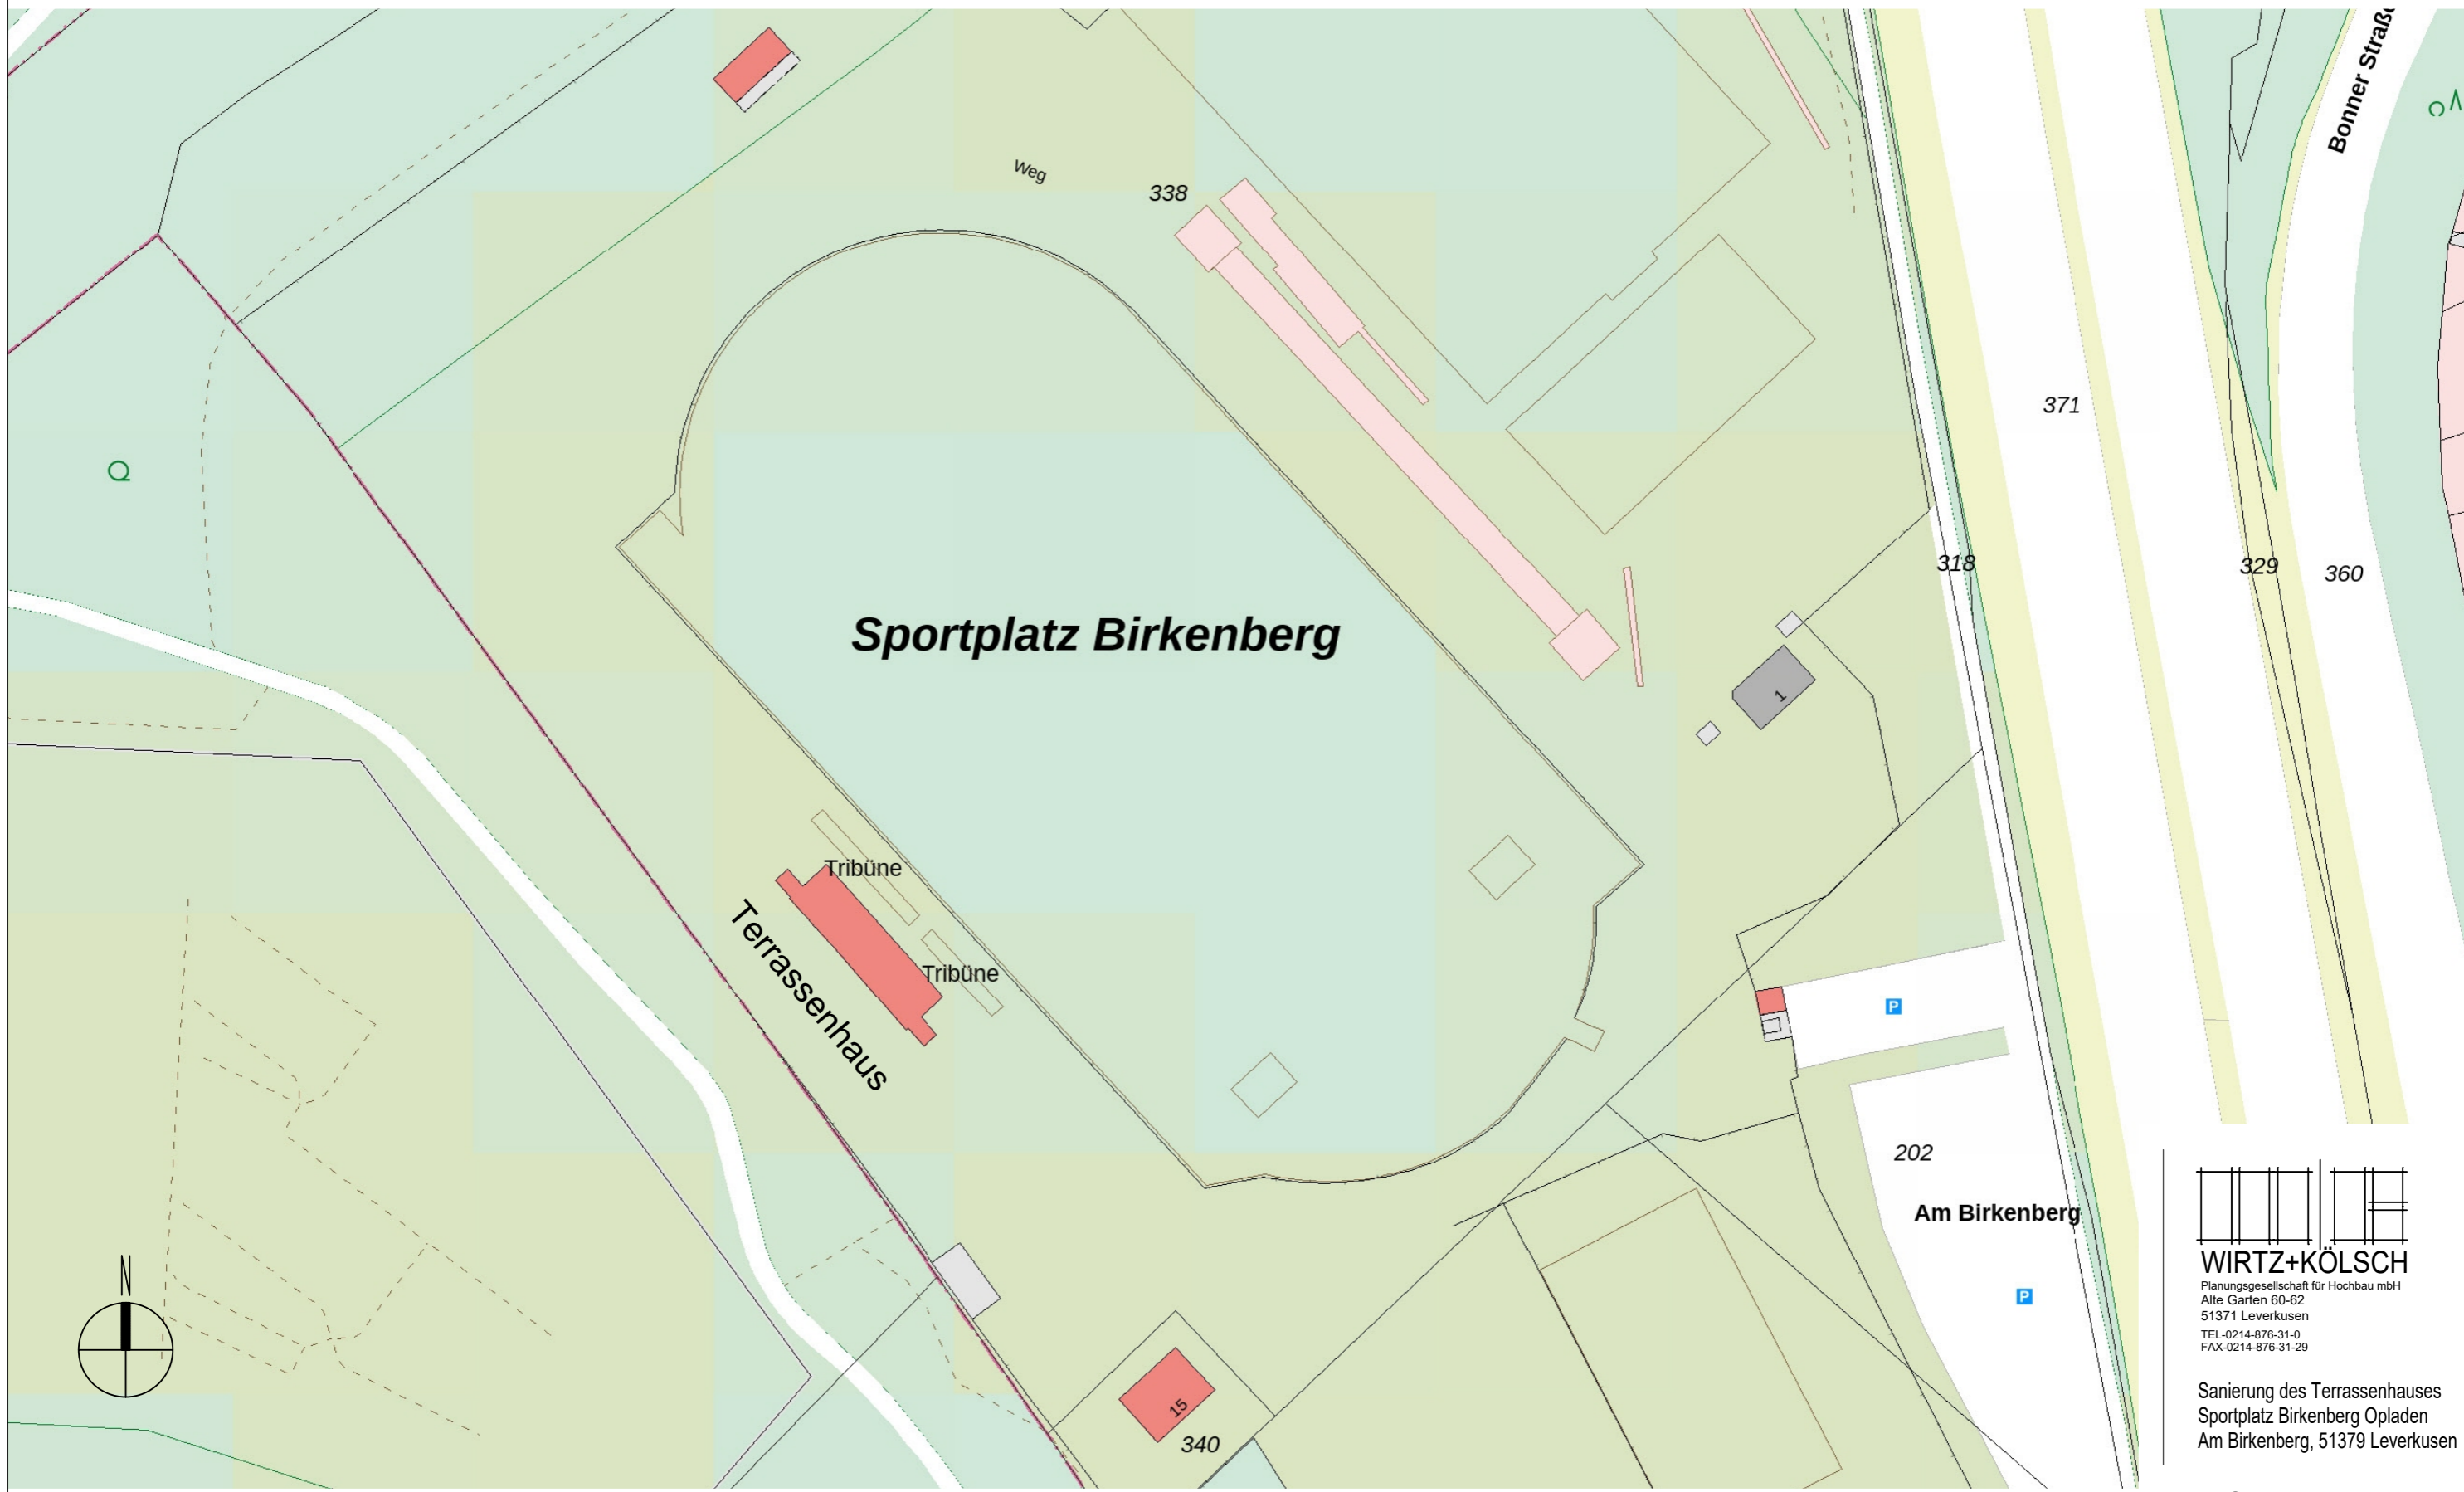 Bonner Straße
Weg
338
371
318
329
360
Sportplatz Birkenberg
1
Tribüne
Tribüne
Terrassenhaus
P
202
Am Birkenberg
P
N
15
340
WIRTZ+KÖLSCH
Planungsgesellschaft für Hochbau mbH
Alte Garten 60-62
51371 Leverkusen
TEL-0214-876-31-0
FAX-0214-876-31-29
Sanierung des Terrassenhauses
Sportplatz Birkenberg Opladen
Am Birkenberg, 51379 Leverkusen